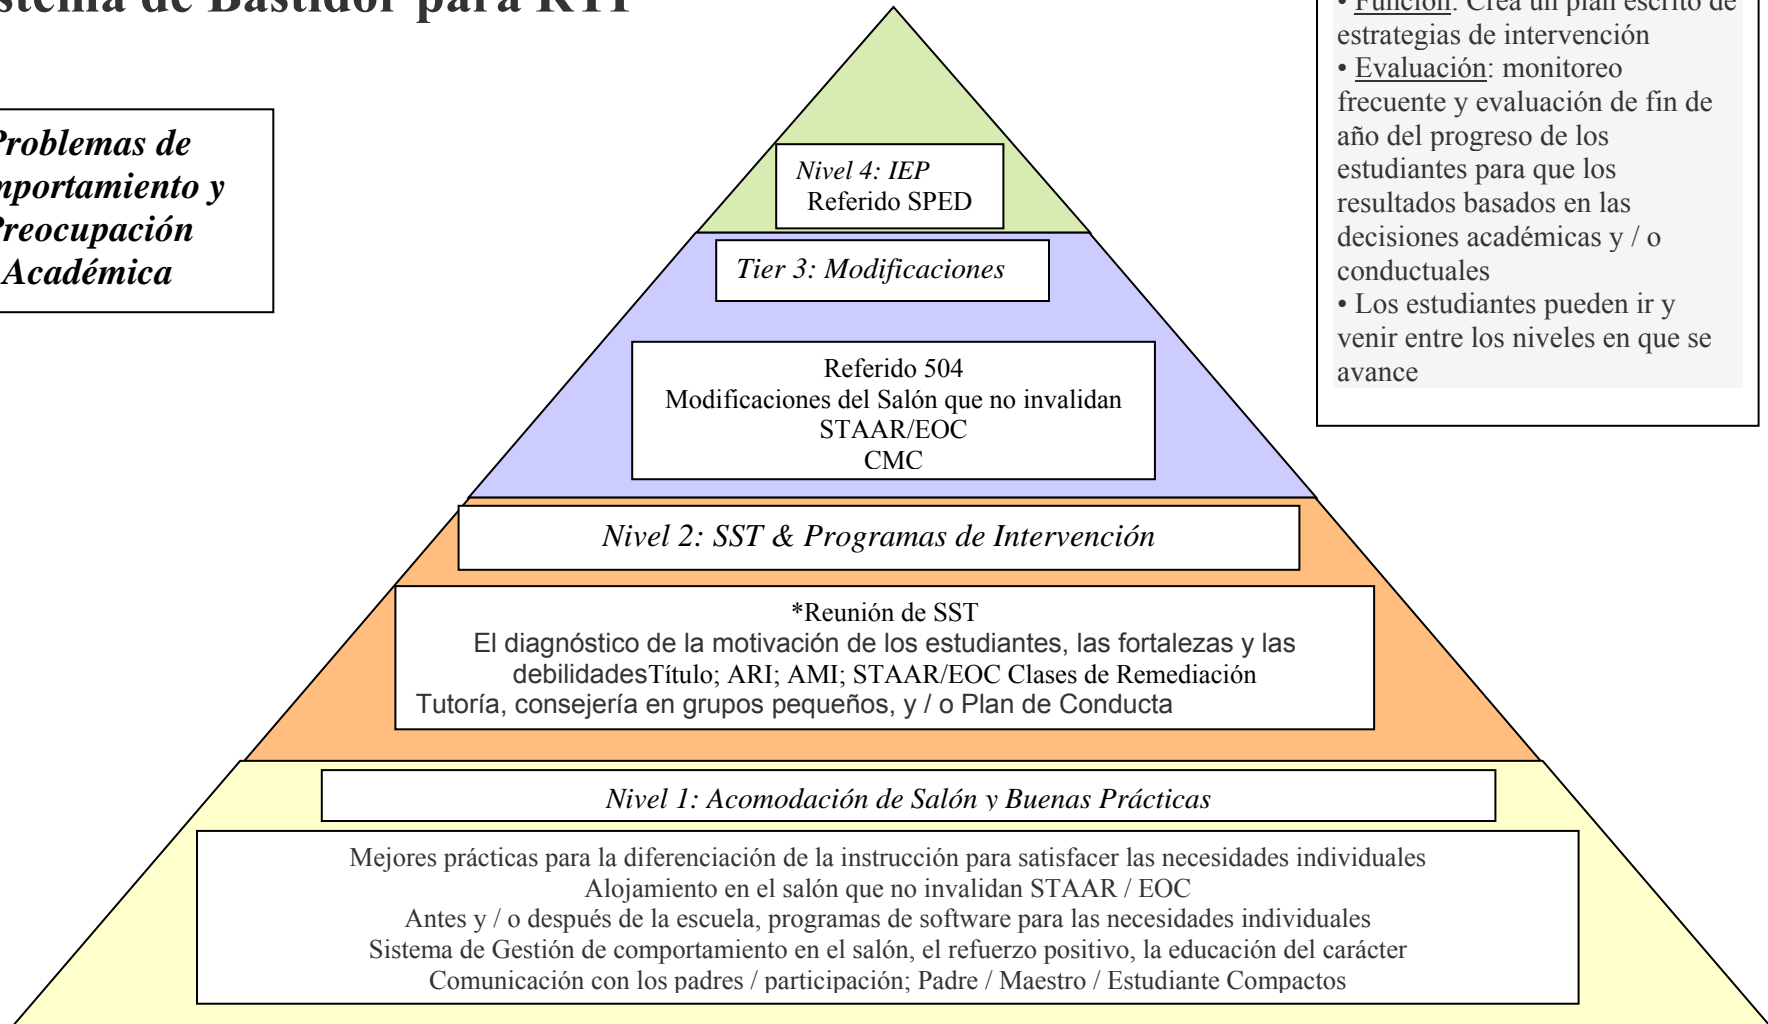 stema de Bastidor para RTI
• Función: Crea un plan escrito de
estrategias de intervención
• Evaluación: monitoreo
frecuente y evaluación de fin de
año del progreso de los
estudiantes para que los
resultados basados en las
decisiones académicas y / o
conductuales
• Los estudiantes pueden ir y
venir entre los niveles en que se
avance
Problemas de
mportamiento y
Preocupación
Académica
Nivel 4: IEP
Referido SPED
Tier 3: Modificaciones
Referido 504
Modificaciones del Salón que no invalidan
STAAR/EOC
CMC
Nivel 2: SST & Programas de Intervención
*Reunión de SST
El diagnóstico de la motivación de los estudiantes, las fortalezas y las
debilidadesTítulo; ARI; AMI; STAAR/EOC Clases de Remediación
Tutoría, consejería en grupos pequeños, y / o Plan de Conducta
Nivel 1: Acomodación de Salón y Buenas Prácticas
Mejores prácticas para la diferenciación de la instrucción para satisfacer las necesidades individuales
Alojamiento en el salón que no invalidan STAAR / EOC
Antes y / o después de la escuela, programas de software para las necesidades individuales
Sistema de Gestión de comportamiento en el salón, el refuerzo positivo, la educación del carácter
Comunicación con los padres / participación; Padre / Maestro / Estudiante Compactos